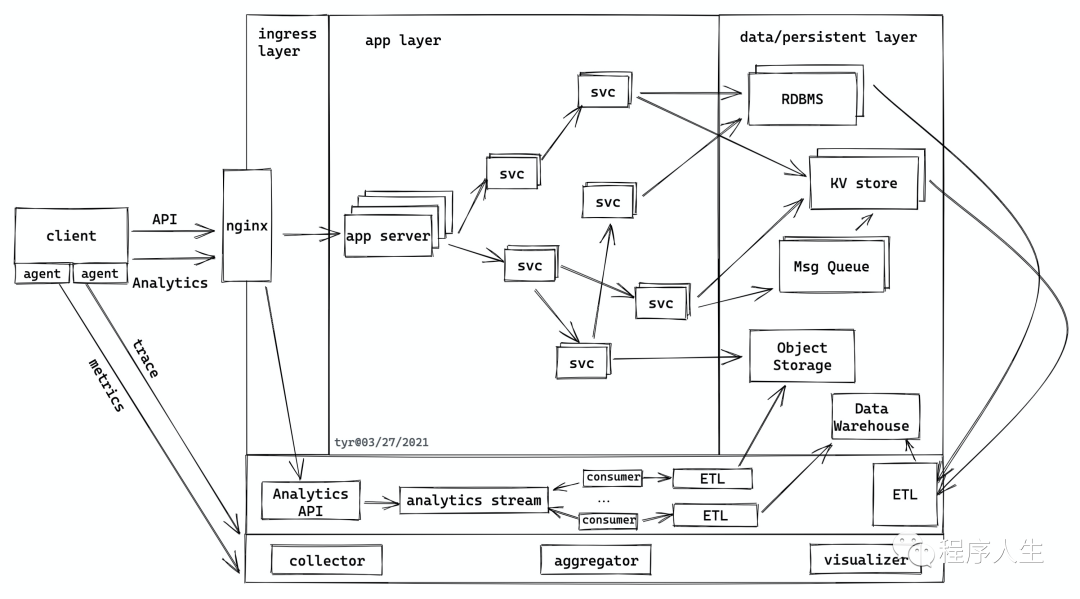 ingress
layer
app layer
data/persistent layer
svc
RDBMS
svc
KV store
svc
API
client
nginx
app server
agent
agent
Analytics
svc
Msg Queue
svc
trace
metrics
svc
Object
Storage
Data
Warehouse
tyr@03/27/2021
Analytics
API
analytics stream
consumer
ETL
...
consumer
ETL
ETL
collector
aggregator
visualizer
程序人生